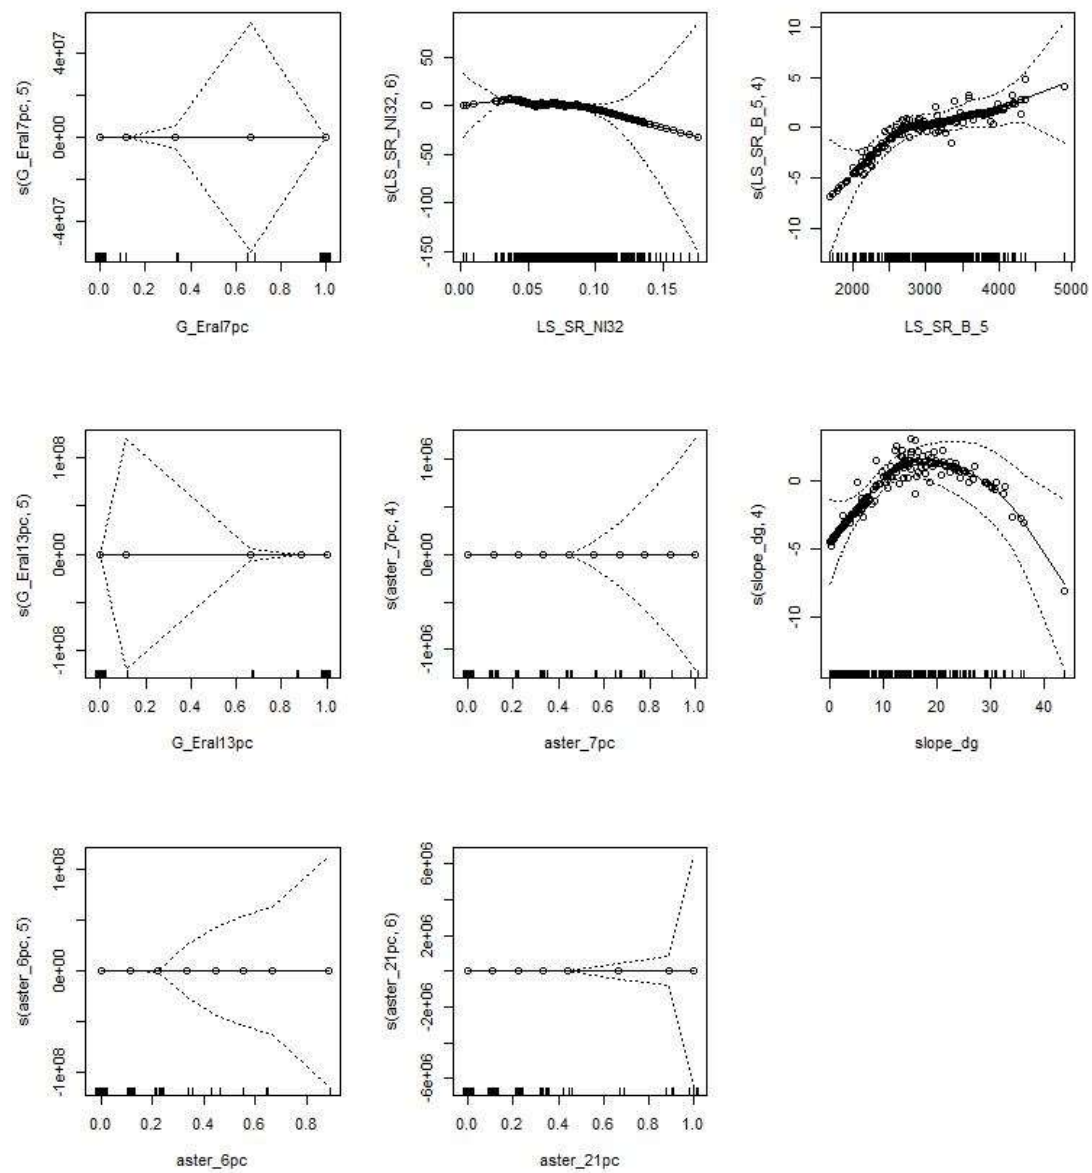 s(G_Eral7pc, 5)
-4e+07 0e+00 4e+07
0.0 0.2 0.4 0.6 0.8 1.0
G_Eral7pc
s(LS_SR_NI32, 6)
-150 -100 -50 0 50
0.00 0.05 0.10 0.15
LS_SR_NI32
s(LS_SR_B_5, 4)
-10 -5 0 5 10
2000 3000 4000 5000
LS_SR_B_5
s(G_Eral13pc, 5)
-1e+08 0e+00 1e+08
0.0 0.2 0.4 0.6 0.8 1.0
G_Eral13pc
s(aster_7pc, 4)
-1e+06 0e+00 1e+06
0.0 0.2 0.4 0.6 0.8 1.0
aster_7pc
s(slope_dg, 4)
-10 -5 0
0 10 20 30 40
slope_dg
s(aster_6pc, 5)
-1e+08 0e+00 1e+08
0.0 0.2 0.4 0.6 0.8
aster_6pc
s(aster_21pc, 6)
-6e+06 -2e+06 2e+06 6e+06
0.0 0.2 0.4 0.6 0.8 1.0
aster_21pc